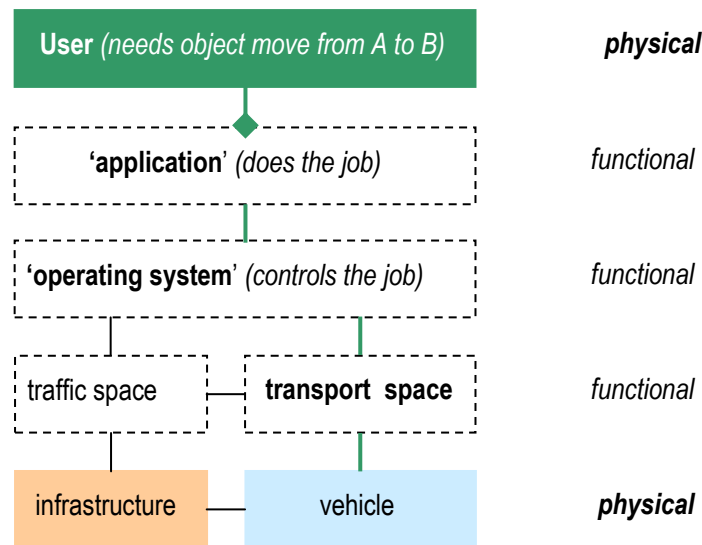 User (needs object move from A to B) physical
‘application’ (does the job) functional
‘operating system’ (controls the job) functional
traffic space transport space functional
infrastructure vehicle physical